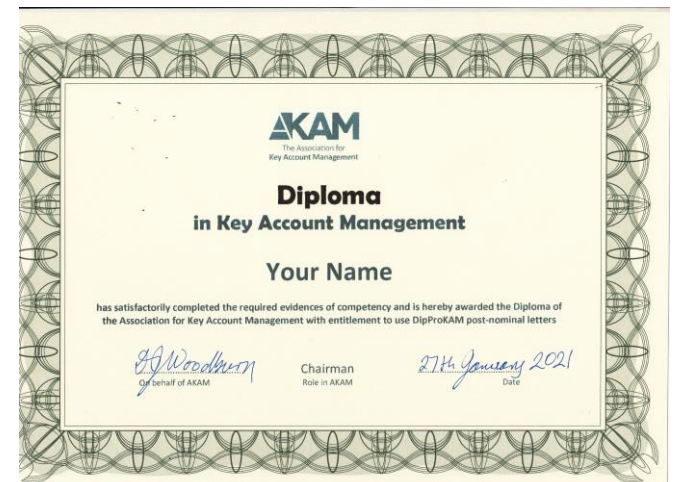 AKAM
The Association for
Key Account Management
Diploma
in Key Account Management
Your Name
has satisfactorily completed the required evidences of competency and is hereby awarded the Diploma of
the Association for Key Account Management with entitlement to use DipProKAM post-nominal letters
D J Woodburn Chairman 27th January 2021
On behalf of AKAM Role in AKAM Date